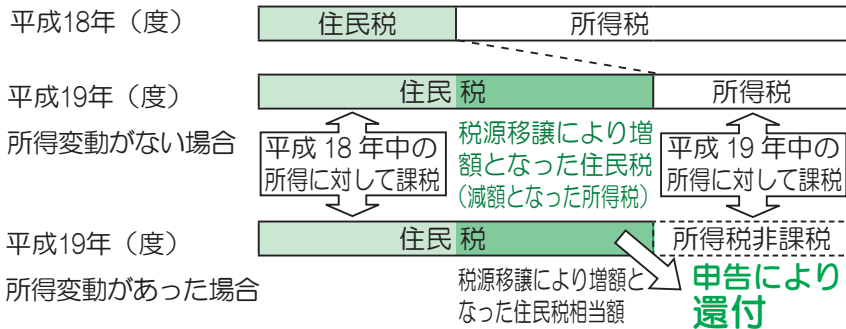 平成18年（度）
住民税
所得税
平成19年（度）
所得変動がない場合
住民税
所得税
平成 18 年中の
所得に対して課税
税源移譲により増
額となった住民税
（減額となった所得税）
平成 19 年中の
所得に対して課税
平成19年（度）
所得変動があった場合
住民税
所得税非課税
税源移譲により増額と
なった住民税相当額
申告により
還付